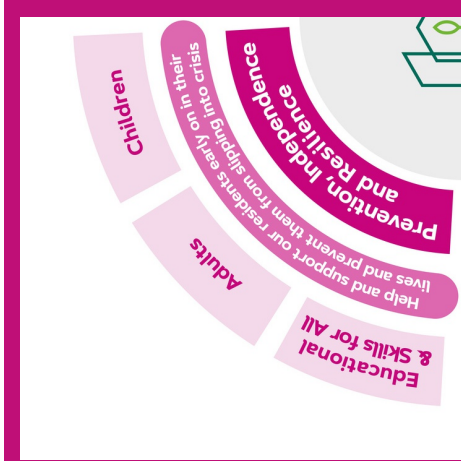 Prevention, Independence
and Resilience
Help and support our residents early on in their
lives and prevent them from slipping into crisis
Educational
& Skills for All
Adults
Children